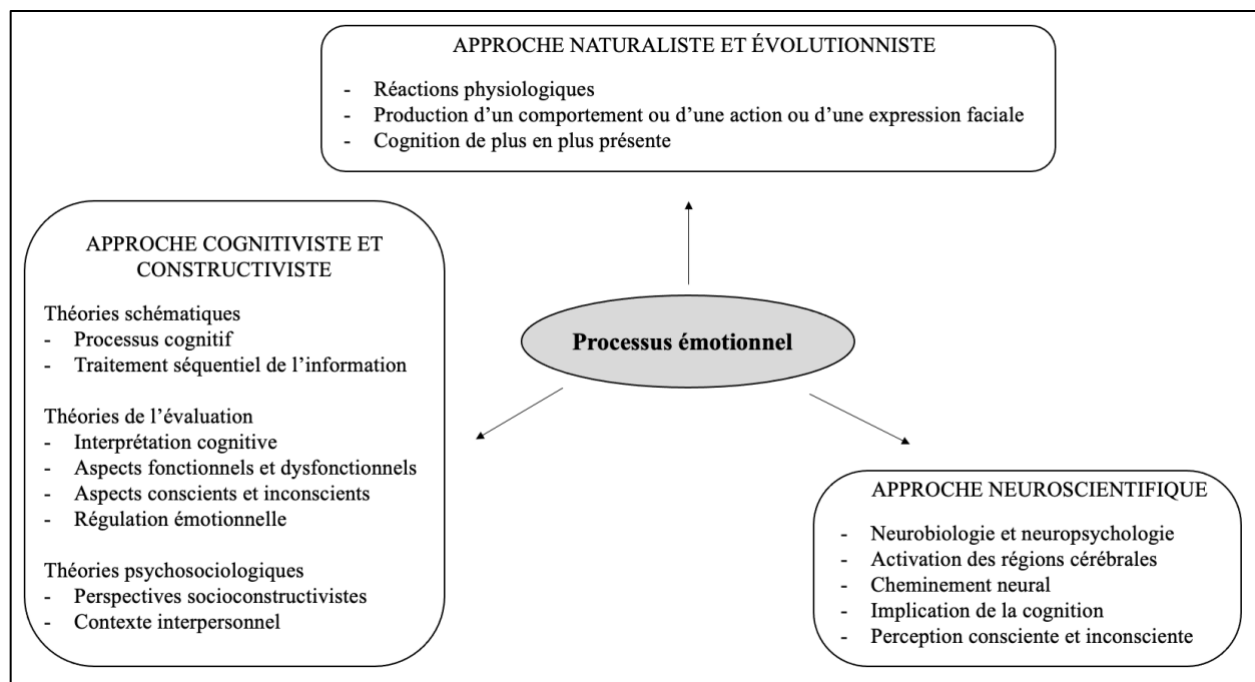 APPROCHE NATURALISTE ET ÉVOLUTIONNISTE
- Réactions physiologiques
- Production d’un comportement ou d’une action ou d’une expression faciale
- Cognition de plus en plus présente
APPROCHE COGNITIVISTE ET
CONSTRUCTIVISTE
Théories schématiques
- Processus cognitif
- Traitement séquentiel de l’information
Théories de l’évaluation
- Interprétation cognitive
- Aspects fonctionnels et dysfonctionnels
- Aspects conscients et inconscients
- Régulation émotionnelle
Théories psychosociologiques
- Perspectives socioconstructivistes
- Contexte interpersonnel
Processus émotionnel
APPROCHE NEUROSCIENTIFIQUE
- Neurobiologie et neuropsychologie
- Activation des régions cérébrales
- Cheminement neural
- Implication de la cognition
- Perception consciente et inconsciente